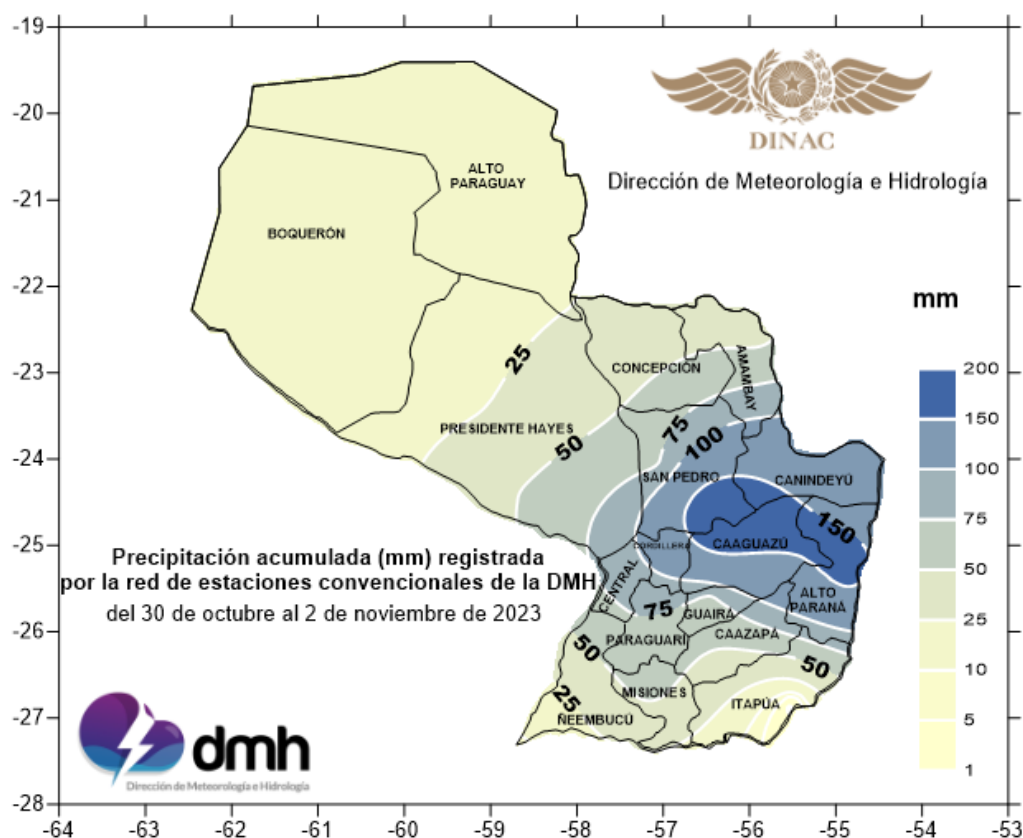 DINAC
Dirección de Meteorología e Hidrología
-19
-20
-21
-22
-23
-24
-25
-26
-27
-28
ALTO
PARAGUAY
BOQUERÓN
25
CONCEPCIÓN
AMAMBAY
PRESIDENTE HAYES
50
75
100
SAN PEDRO
CANINDEYÚ
150
CORDILLERA
CAAGUAZÚ
CENTRAL
ALTO
PARANÁ
75
GUAIRÁ
PARAGUARÍ
CAAZAPÁ
50
50
MISIONES
25
ITAPÚA
ÑEEMBUCÚ
Precipitación acumulada (mm) registrada
por la red de estaciones convencionales de la DMH
del 30 de octubre al 2 de noviembre de 2023
mm
200
150
100
75
50
25
10
5
1
dmh
Dirección de Meteorología e Hidrología
-64 -63 -62 -61 -60 -59 -58 -57 -56 -55 -54 -53